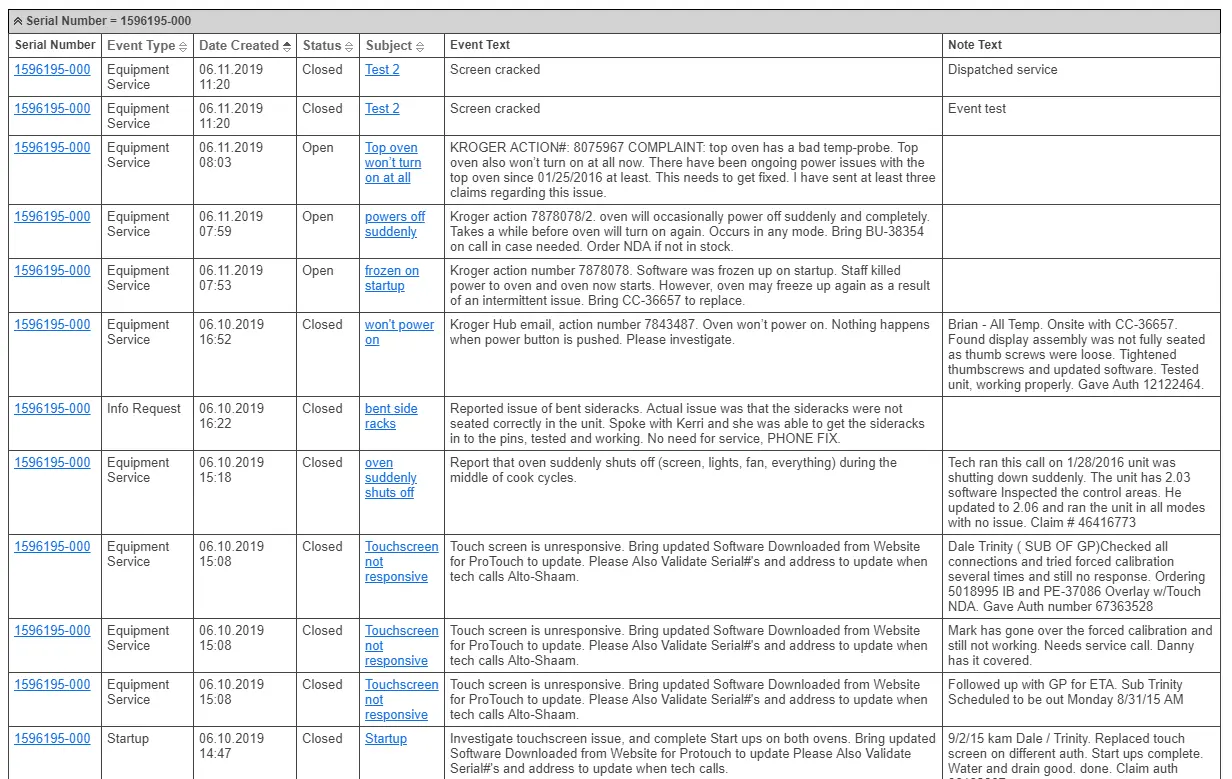 Serial Number = 1596195-000
Serial Number Event Type Date Created Status Subject Event Text Note Text
1596195-000 Equipment Service 06.11.2019 11:20 Closed Test 2 Screen cracked Dispatched service
1596195-000 Equipment Service 06.11.2019 11:20 Closed Test 2 Screen cracked Event test
1596195-000 Equipment Service 06.11.2019 08:03 Open Top oven won't turn on at all
KROGER ACTION#: 8075967 COMPLAINT: top oven has a bad temp-probe. Top
oven also won't turn on at all now. There have been ongoing power issues with the
top oven since 01/25/2016 at least. This needs to get fixed. I have sent at least three
claims regarding this issue.
1596195-000 Equipment Service 06.11.2019 07:59 Open powers off suddenly
Kroger action 7878078/2. oven will occasionally power off suddenly and completely.
Takes a while before oven will turn on again. Occurs in any mode. Bring BU-38354
on call in case needed. Order NDA if not in stock.
1596195-000 Equipment Service 06.11.2019 07:53 Open frozen on startup
Kroger action number 7878078. Software was frozen up on startup. Staff killed
power to oven and oven now starts. However, oven may freeze up again as a result
of an intermittent issue. Bring CC-36657 to replace.
1596195-000 Equipment Service 06.10.2019 16:52 Closed won't power on
Kroger Hub email, action number 7843487. Oven won't power on. Nothing happens
when power button is pushed. Please investigate.
Brian - All Temp. Onsite with CC-36657.
Found display assembly was not fully seated
as thumb screws were loose. Tightened
thumbscrews and updated software. Tested
unit, working properly. Gave Auth 12122464.
1596195-000 Info Request 06.10.2019 16:22 Closed bent side racks
Reported issue of bent sideracks. Actual issue was that the sideracks were not
seated correctly in the unit. Spoke with Kerri and she was able to get the sideracks
in to the pins, tested and working. No need for service, PHONE FIX.
1596195-000 Equipment Service 06.10.2019 15:18 Closed oven suddenly shuts off
Report that oven suddenly shuts off (screen, lights, fan, everything) during the
middle of cook cycles.
Tech ran this call on 1/28/2016 unit was
shutting down suddenly. The unit has 2.03
software Inspected the control areas. He
updated to 2.06 and ran the unit in all modes
with no issue. Claim # 46416773
1596195-000 Equipment Service 06.10.2019 15:08 Closed Touchscreen not responsive
Touch screen is unresponsive. Bring updated Software Downloaded from Website
for ProTouch to update. Please Also Validate Serial#'s and address to update when
tech calls Alto-Shaam.
Dale Trinity ( SUB OF GP)Checked all
connections and tried forced calibration
several times and still no response. Ordering
5018995 IB and PE-37086 Overlay w/Touch
NDA. Gave Auth number 67363528
1596195-000 Equipment Service 06.10.2019 15:08 Closed Touchscreen not responsive
Touch screen is unresponsive. Bring updated Software Downloaded from Website
for ProTouch to update. Please Also Validate Serial#'s and address to update when
tech calls Alto-Shaam.
Mark has gone over the forced calibration and
still not working. Needs service call. Danny
has it covered.
1596195-000 Equipment Service 06.10.2019 15:08 Closed Touchscreen not responsive
Touch screen is unresponsive. Bring updated Software Downloaded from Website
for ProTouch to update. Please Also Validate Serial#'s and address to update when
tech calls Alto-Shaam.
Followed up with GP for ETA. Sub Trinity
Scheduled to be out Monday 8/31/15 AM
1596195-000 Startup 06.10.2019 14:47 Closed Startup
Investigate touchscreen issue, and complete Start ups on both ovens. Bring updated
Software Downloaded from Website for Protouch to update Please Also Validate
Serial#'s and address to update when tech calls.
9/2/15 kam Dale / Trinity. Replaced touch
screen on different auth. Start ups complete.
Water and drain good. done. Claim auth